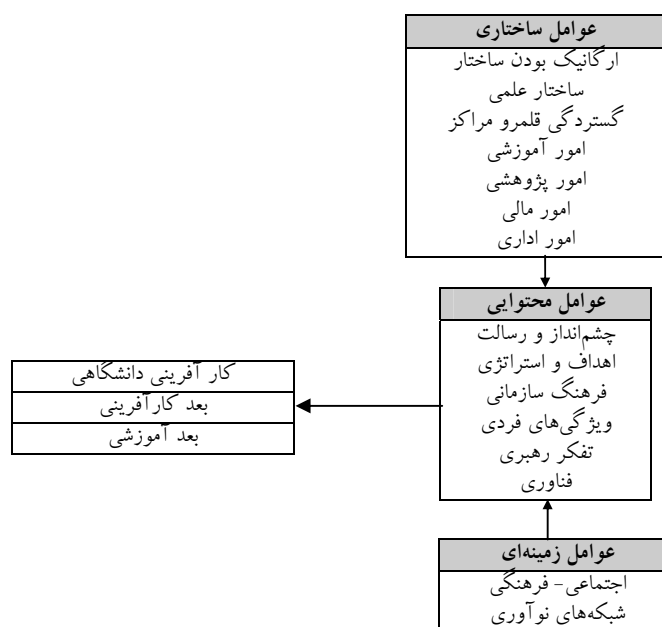 عوامل ساختاری
ارگانیک بودن ساختار
ساختار علمی
گستردگی قلمرو مراکز
امور آموزشی
امور پژوهشی
امور مالی
امور اداری
عوامل محتوایی
چشم‌انداز و رسالت
اهداف و استراتژی
فرهنگ سازمانی
ویژگی‌های فردی
تفکر رهبری
فناوری
کار آفرینی دانشگاهی
بعد کارآفرینی
بعد آموزشی
عوامل زمینه‌ای
اجتماعی- فرهنگی
شبکه‌های نوآوری